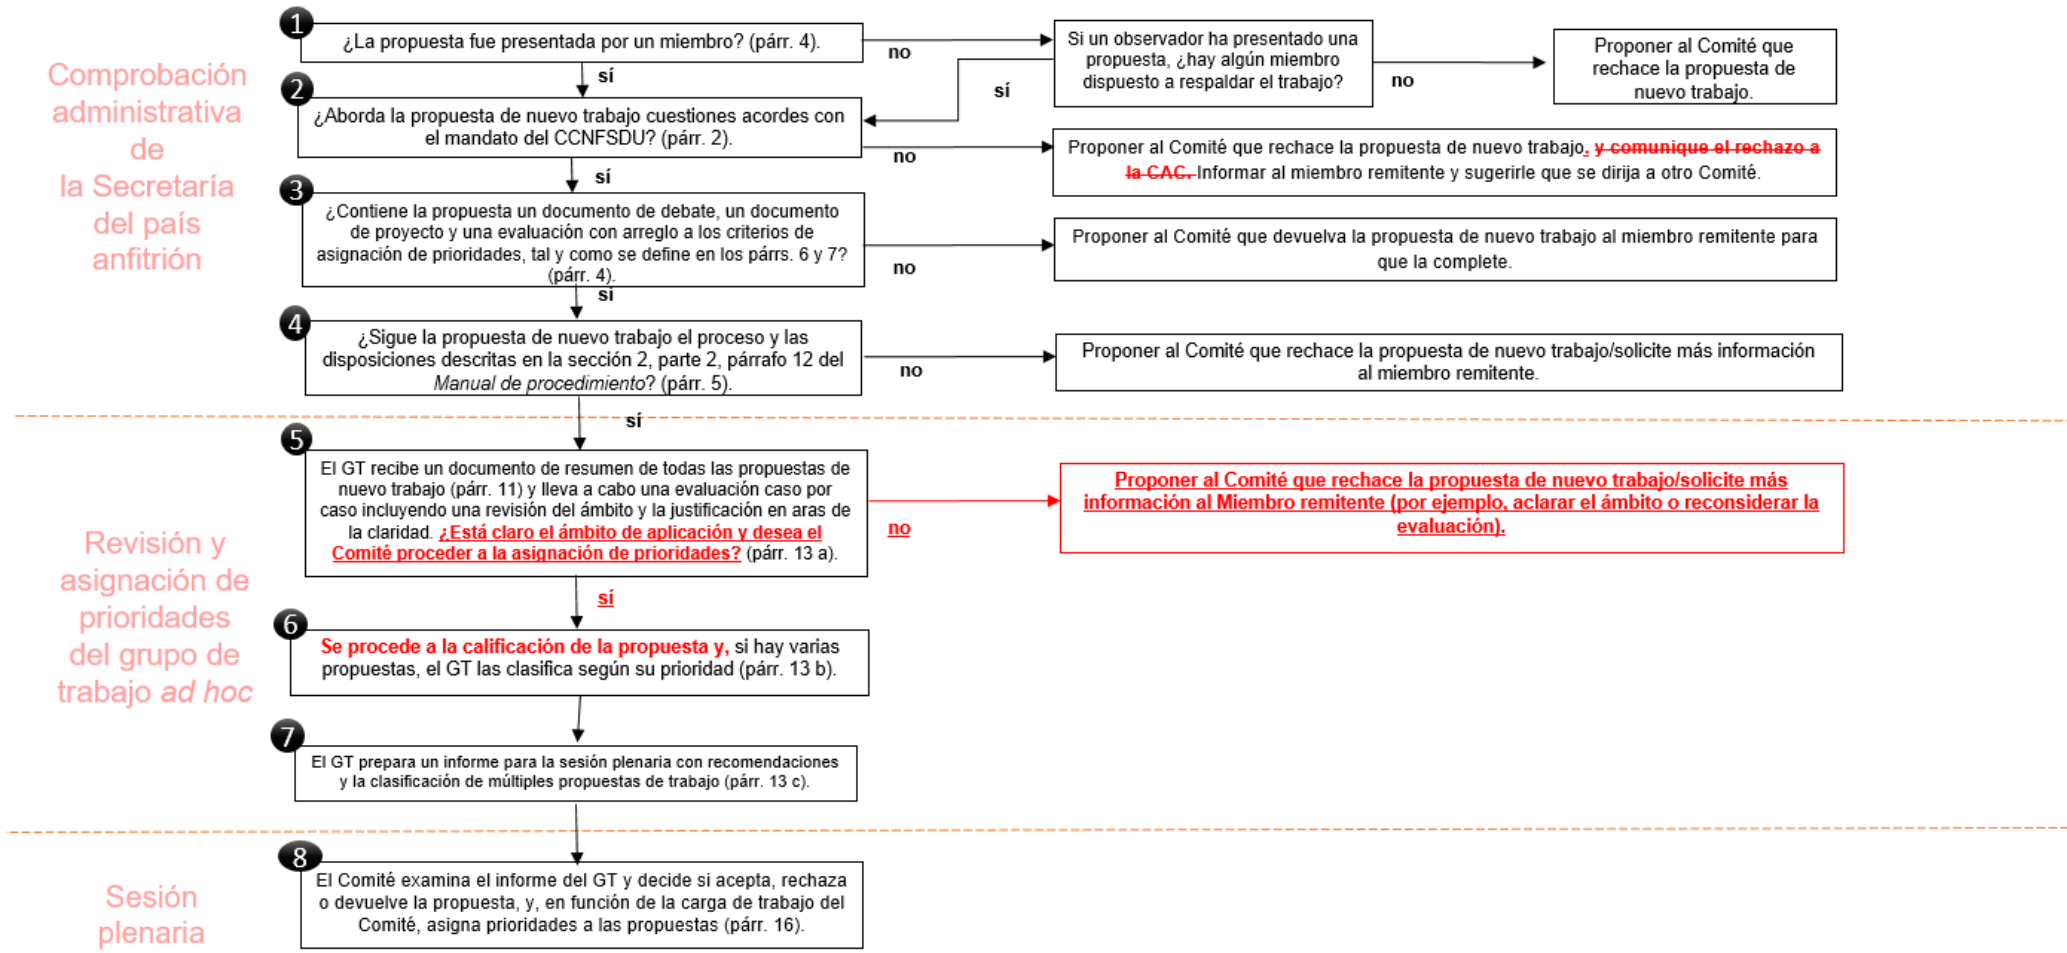 1
¿La propuesta fue presentada por un miembro? (párr. 4).
no
Si un observador ha presentado una
propuesta, ¿hay algún miembro
dispuesto a respaldar el trabajo?
no
Proponer al Comité que
rechace la propuesta de
nuevo trabajo.
sí
sí
Comprobación
administrativa
de
la Secretaría
del país
anfitrión
2
¿Aborda la propuesta de nuevo trabajo cuestiones acordes con
el mandato del CCNFSDU? (párr. 2).
no
Proponer al Comité que rechace la propuesta de nuevo trabajo. y comunique el rechazo a
la CAC. Informar al miembro remitente y sugerirle que se dirija a otro Comité.
sí
3
¿Contiene la propuesta un documento de debate, un documento
de proyecto y una evaluación con arreglo a los criterios de
asignación de prioridades, tal y como se define en los párrs. 6 y 7?
(párr. 4).
no
Proponer al Comité que devuelva la propuesta de nuevo trabajo al miembro remitente para
que la complete.
sí
4
¿Sigue la propuesta de nuevo trabajo el proceso y las
disposiciones descritas en la sección 2, parte 2, párrafo 12 del
Manual de procedimiento? (párr. 5).
no
Proponer al Comité que rechace la propuesta de nuevo trabajo/solicite más información
al miembro remitente.
sí
Revisión y
asignación de
prioridades
del grupo de
trabajo ad hoc
5
El GT recibe un documento de resumen de todas las propuestas de
nuevo trabajo (párr. 11) y lleva a cabo una evaluación caso por
caso incluyendo una revisión del ámbito y la justificación en aras de
la claridad. ¿Está claro el ámbito de aplicación y desea el
Comité proceder a la asignación de prioridades? (párr. 13 a).
no
Proponer al Comité que rechace la propuesta de nuevo trabajo/solicite más
información al Miembro remitente (por ejemplo, aclarar el ámbito o reconsiderar la
evaluación).
sí
6
Se procede a la calificación de la propuesta y, si hay varias
propuestas, el GT las clasifica según su prioridad (párr. 13 b).
7
El GT prepara un informe para la sesión plenaria con recomendaciones
y la clasificación de múltiples propuestas de trabajo (párr. 13 c).
Sesión
plenaria
8
El Comité examina el informe del GT y decide si acepta, rechaza
o devuelve la propuesta, y, en función de la carga de trabajo del
Comité, asigna prioridades a las propuestas (párr. 16).